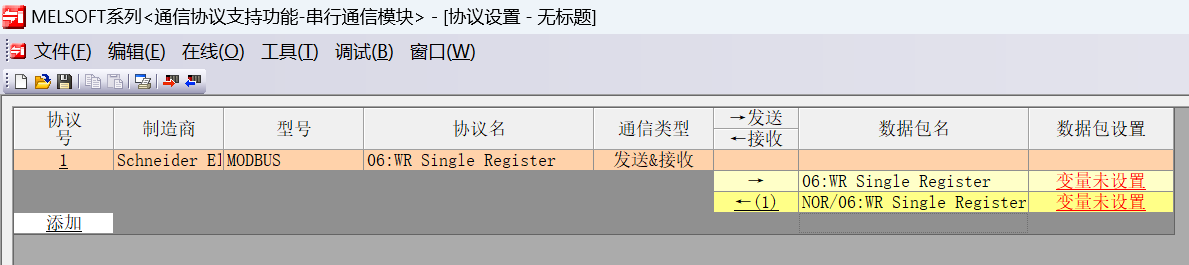 MELSOFT系列<通信协议支持功能-串行通信模块> - [协议设置 - 无标题]
文件(F) 编辑(E) 在线(O) 工具(T) 调试(B) 窗口(W)
协议号 制造商 型号 协议名 通信类型 →发送 ←接收 数据包名 数据包设置
1 Schneider El MODBUS 06:WR Single Register 发送&接收
→ 06:WR Single Register 变量未设置
←(1) NOR/06:WR Single Register 变量未设置
添加